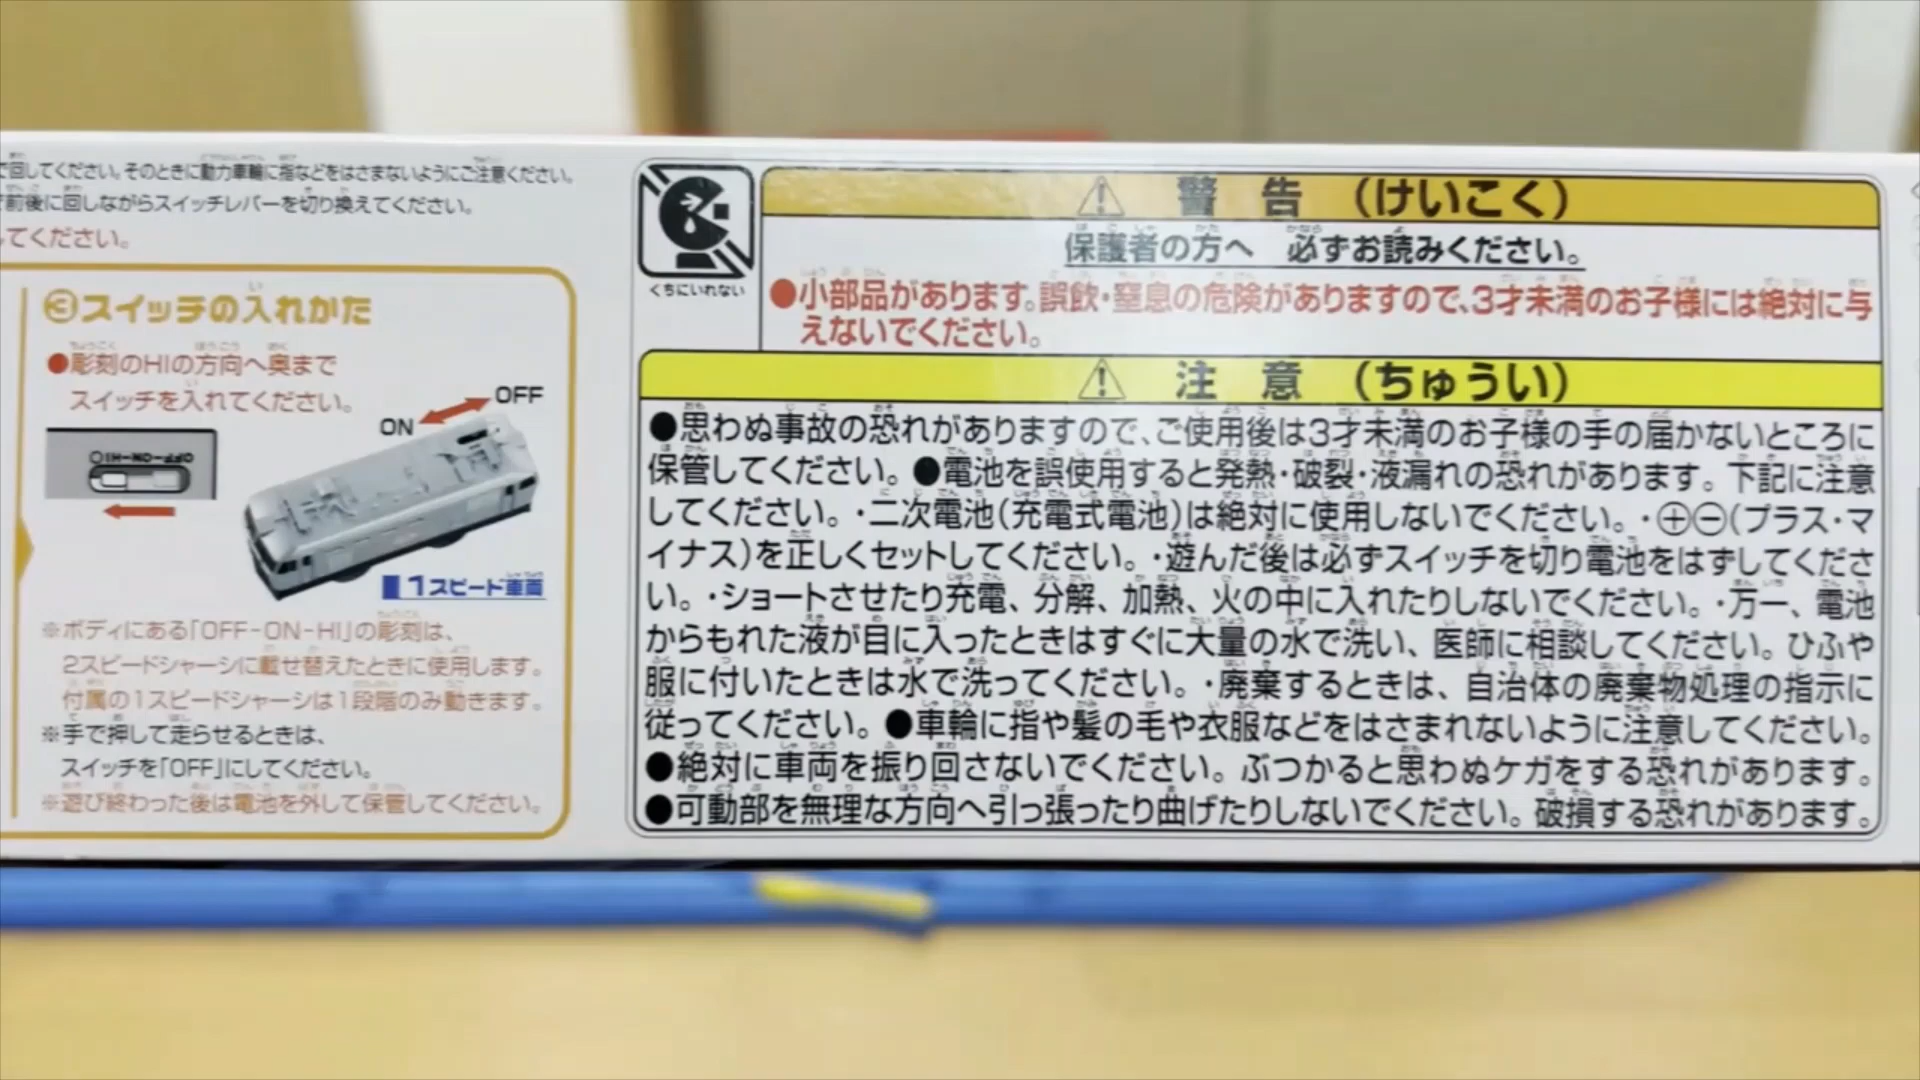 で回してください。そのときに動力車輪に指などをはさまないようにご注意ください。
前後に回しながらスイッチレバーを切り換えてください。
してください。
③スイッチの入れかた
●彫刻のHIの方向へ奥まで
スイッチを入れてください。
OFF
ON
OFF-ON-HI
1スピード車両
※ボディにある「OFF-ON-HI」の彫刻は、
2スピードシャーシに載せ替えたときに使用します。
付属の1スピードシャーシは1段階のみ動きます。
※手で押して走らせるときは、
スイッチを「OFF」にしてください。
※遊び終わった後は電池を外して保管してください。
くちにいれない
⚠ 警告 (けいこく)
保護者の方へ 必ずお読みください。
●小部品があります。誤飲・窒息の危険がありますので、3才未満のお子様には絶対に与
えないでください。
⚠ 注意 (ちゅうい)
●思わぬ事故の恐れがありますので、ご使用後は3才未満のお子様の手の届かないところに
保管してください。●電池を誤使用すると発熱・破裂・液漏れの恐れがあります。下記に注意
してください。・二次電池(充電式電池)は絶対に使用しないでください。・⊕⊖(プラス・マ
イナス)を正しくセットしてください。・遊んだ後は必ずスイッチを切り電池をはずしてくださ
い。・ショートさせたり充電、分解、加熱、火の中に入れたりしないでください。・万一、電池
からもれた液が目に入ったときはすぐに大量の水で洗い、医師に相談してください。ひふや
服に付いたときは水で洗ってください。・廃棄するときは、自治体の廃棄物処理の指示に
従ってください。●車輪に指や髪の毛や衣服などをはさまれないように注意してください。
●絶対に車両を振り回さないでください。ぶつかると思わぬケガをする恐れがあります。
●可動部を無理な方向へ引っ張ったり曲げたりしないでください。破損する恐れがあります。